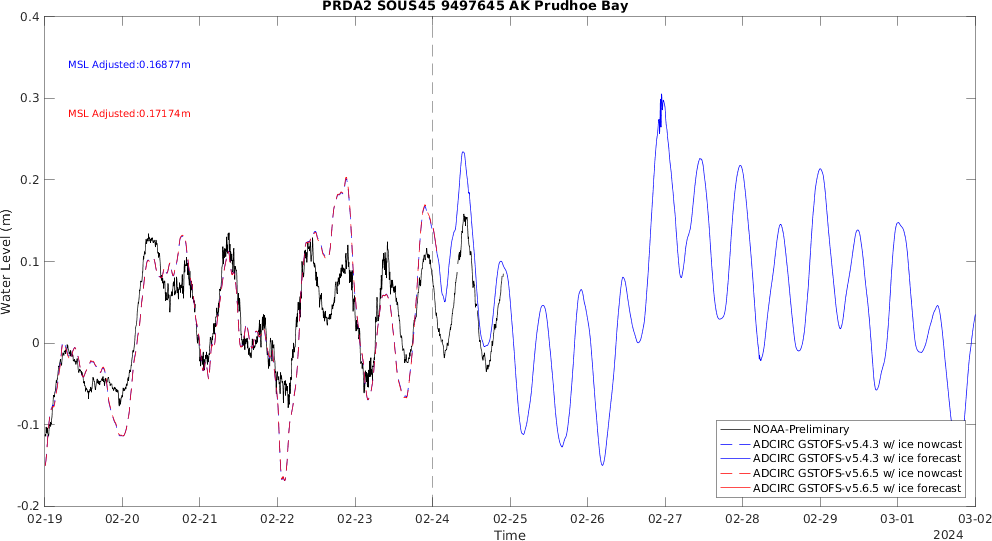 PRDA2 SOUS45 9497645 AK Prudhoe Bay
0.4
0.3
0.2
0.1
0
-0.1
-0.2
Water Level (m)
MSL Adjusted:0.16877m
MSL Adjusted:0.17174m
NOAA-Preliminary
ADCIRC GSTOFS-v5.4.3 w/ ice nowcast
ADCIRC GSTOFS-v5.4.3 w/ ice forecast
ADCIRC GSTOFS-v5.6.5 w/ ice nowcast
ADCIRC GSTOFS-v5.6.5 w/ ice forecast
02-19 02-20 02-21 02-22 02-23 02-24 02-25 02-26 02-27 02-28 02-29 03-01 03-02
Time
2024